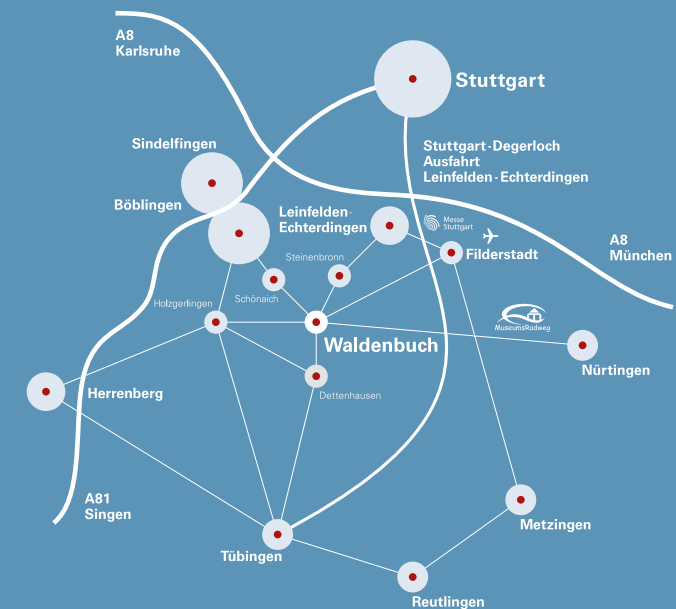 A8
Karlsruhe
Stuttgart
Sindelfingen
Stuttgart-Degerloch
Ausfahrt
Leinfelden-Echterdingen
Böblingen
Leinfelden-
Echterdingen
Messe
Stuttgart
Filderstadt
A8
München
Steinenbronn
Schönaich
Holzgerlingen
MuseumsRadweg
Waldenbuch
Nürtingen
Herrenberg
Dettenhausen
A81
Singen
Metzingen
Tübingen
Reutlingen